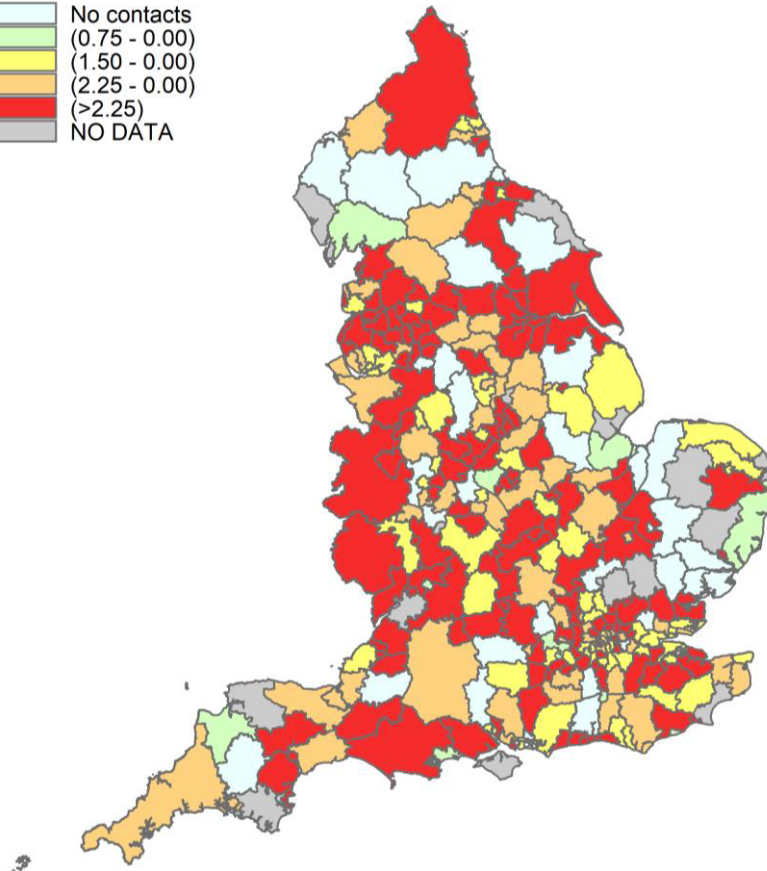 No contacts
(0.75 - 0.00)
(1.50 - 0.00)
(2.25 - 0.00)
(>2.25)
NO DATA